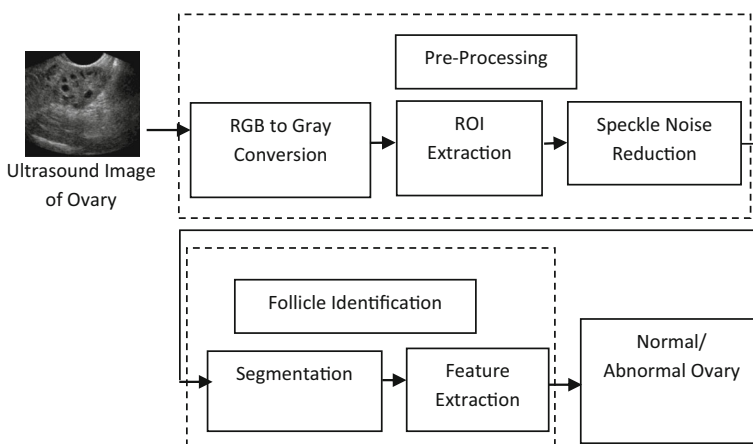 Pre-Processing
RGB to Gray
Conversion
ROI
Extraction
Speckle Noise
Reduction
Ultrasound Image
of Ovary
Follicle Identification
Segmentation
Feature
Extraction
Normal/
Abnormal Ovary